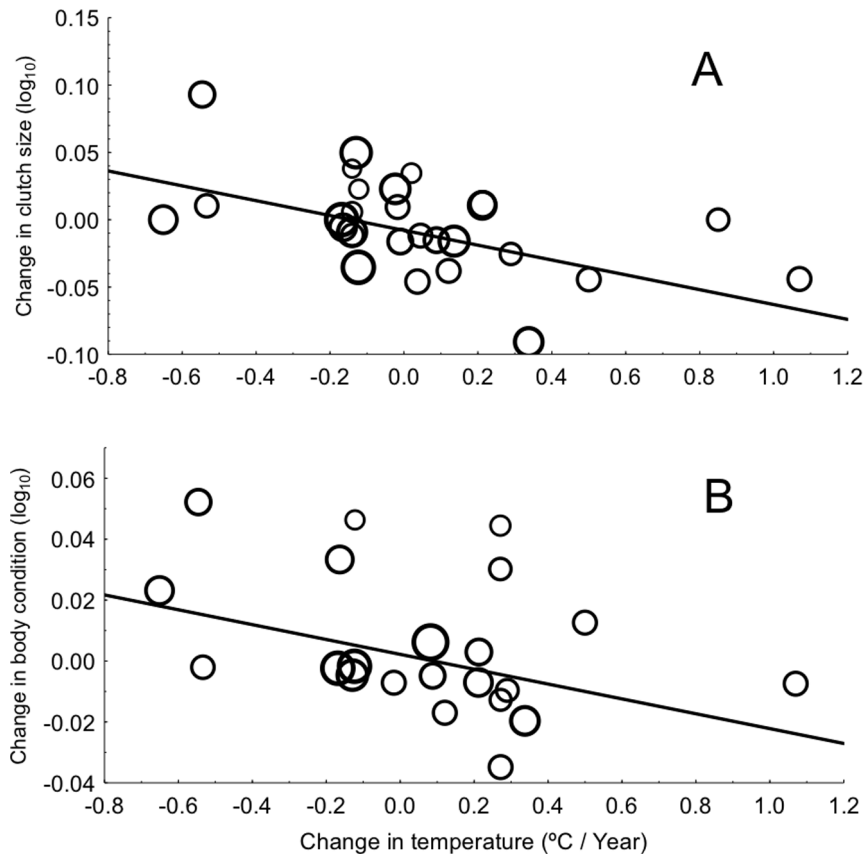 A
Change in clutch size (log10)
0.15
0.10
0.05
0.00
-0.05
-0.10
-0.8 -0.6 -0.4 -0.2 0.0 0.2 0.4 0.6 0.8 1.0 1.2
B
Change in body condition (log10)
0.06
0.04
0.02
0.00
-0.02
-0.04
-0.8 -0.6 -0.4 -0.2 0.0 0.2 0.4 0.6 0.8 1.0 1.2
Change in temperature (ºC / Year)